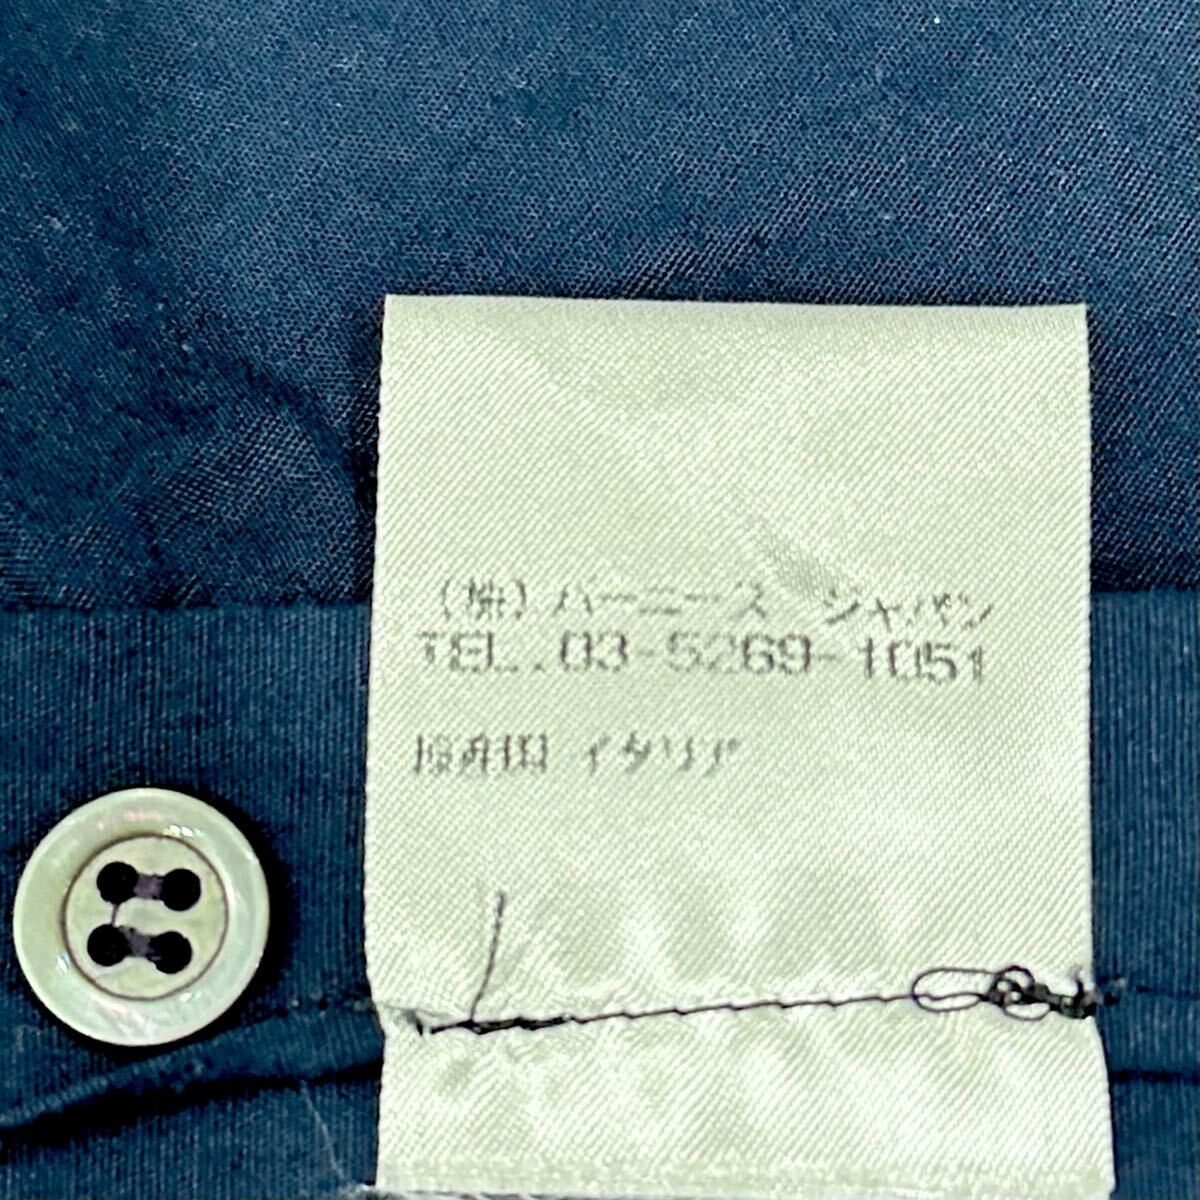 (株)バーニーズ ジャパン
TEL.03-5269-1051
原産国 イタリア